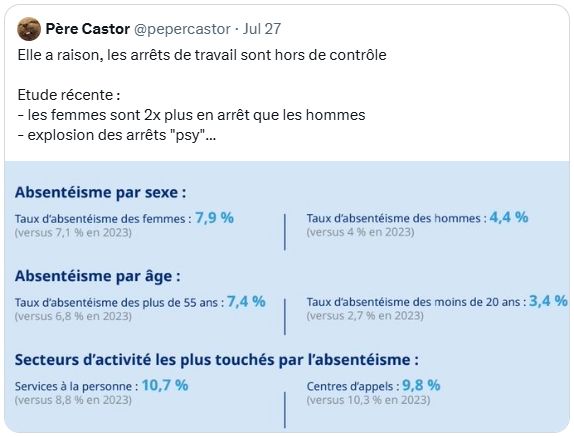 Père Castor @pepercastor · Jul 27
Elle a raison, les arrêts de travail sont hors de contrôle
Etude récente :
- les femmes sont 2x plus en arrêt que les hommes
- explosion des arrêts "psy"...
Absentéisme par sexe :
Taux d'absentéisme des femmes : 7,9 %
(versus 7,1 % en 2023)
Taux d'absentéisme des hommes : 4,4 %
(versus 4 % en 2023)
Absentéisme par âge :
Taux d'absentéisme des plus de 55 ans : 7,4 %
(versus 6,8 % en 2023)
Taux d'absentéisme des moins de 20 ans : 3,4 %
(versus 2,7 % en 2023)
Secteurs d'activité les plus touchés par l'absentéisme :
Services à la personne : 10,7 %
(versus 8,8 % en 2023)
Centres d'appels : 9,8 %
(versus 10,3 % en 2023)